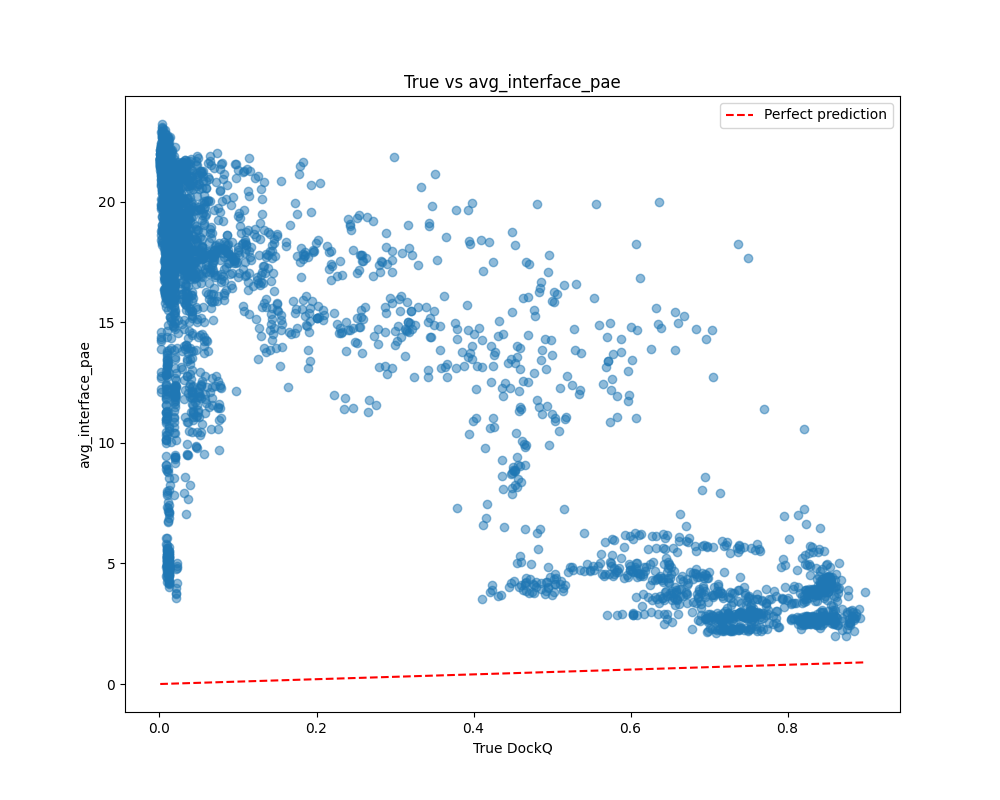 True vs avg_interface_pae
Perfect prediction
avg_interface_pae
20
15
10
5
0
0.0 0.2 0.4 0.6 0.8
True DockQ